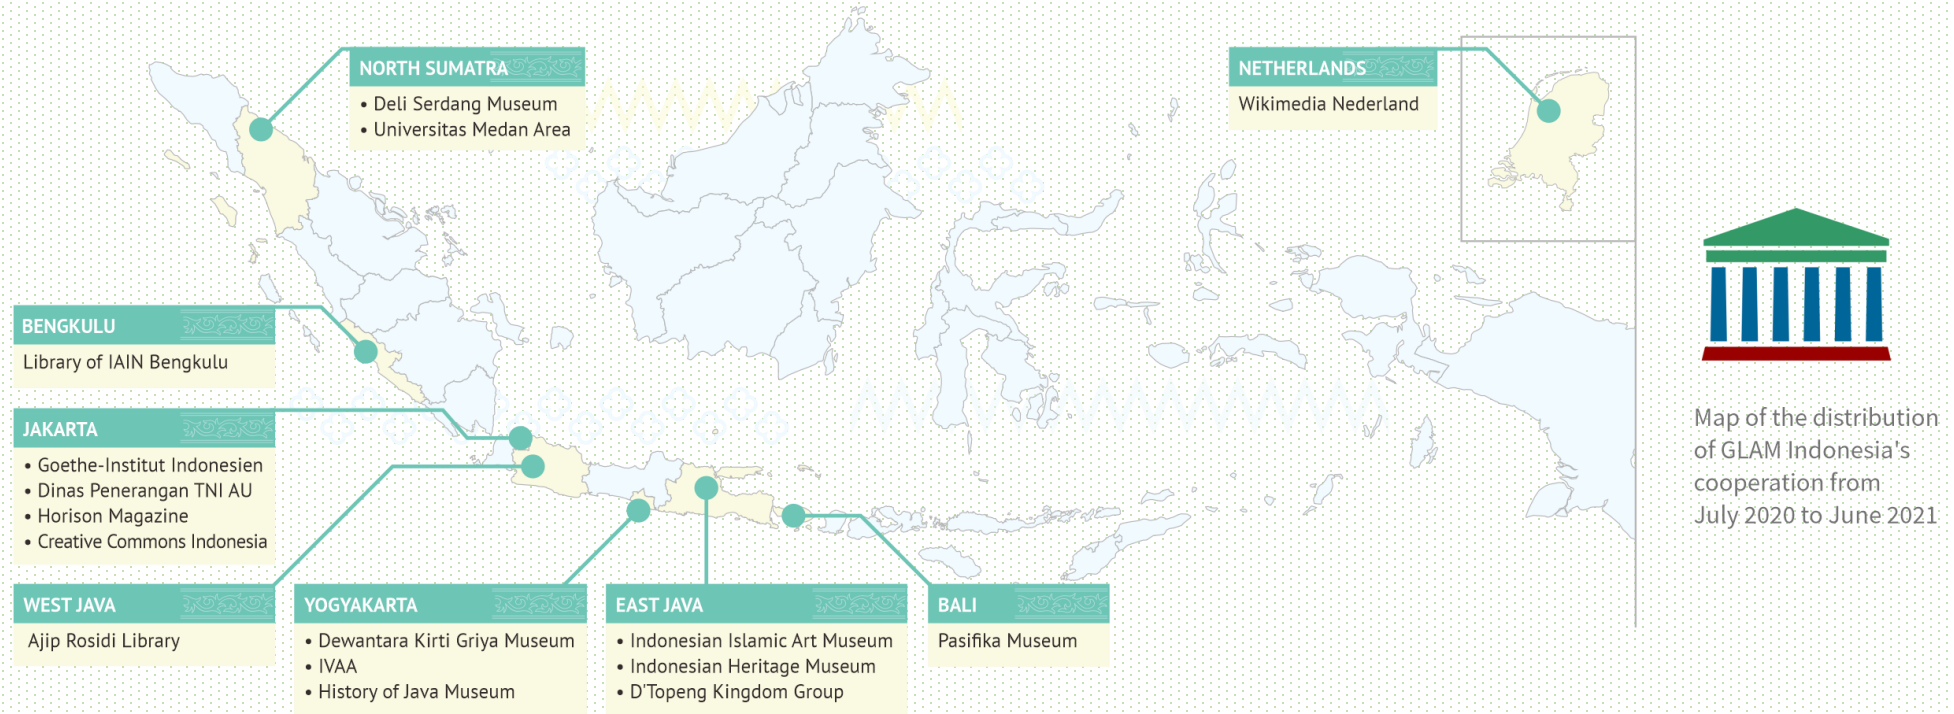 NORTH SUMATRA
• Deli Serdang Museum
• Universitas Medan Area
NETHERLANDS
Wikimedia Nederland
BENGKULU
Library of IAIN Bengkulu
JAKARTA
• Goethe-Institut Indonesien
• Dinas Penerangan TNI AU
• Horison Magazine
• Creative Commons Indonesia
WEST JAVA
Ajip Rosidi Library
YOGYAKARTA
• Dewantara Kirti Griya Museum
• IVAA
• History of Java Museum
EAST JAVA
• Indonesian Islamic Art Museum
• Indonesian Heritage Museum
• D'Topeng Kingdom Group
BALI
Pasifika Museum
Map of the distribution
of GLAM Indonesia's
cooperation from
July 2020 to June 2021